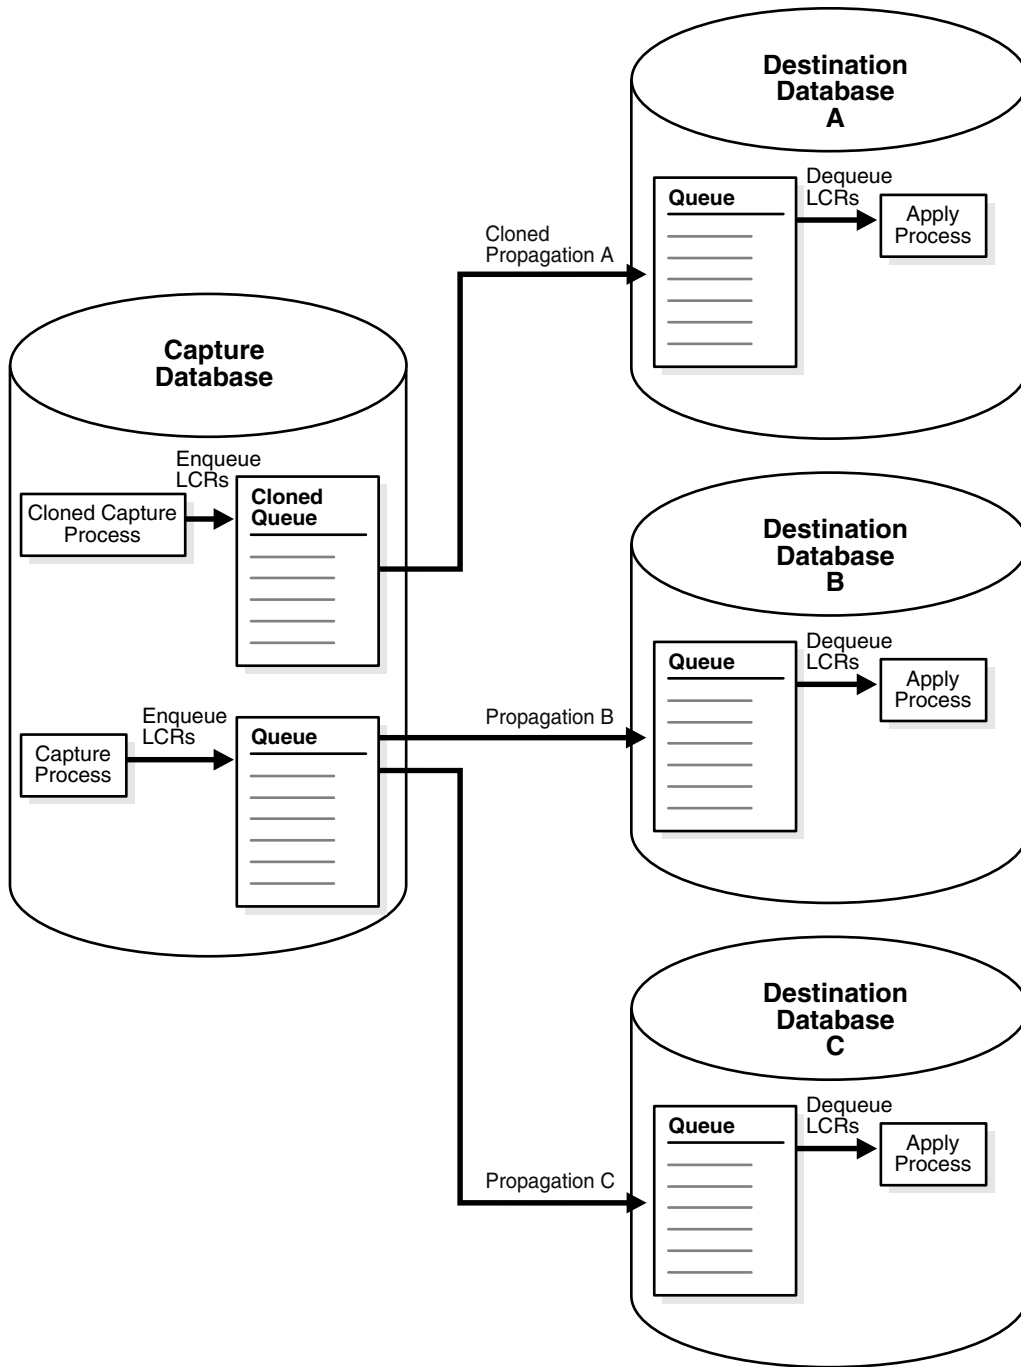 Destination
Database
A
Queue
Dequeue
LCRs
Apply
Process
Cloned
Propagation A
Capture
Database
Enqueue
LCRs
Cloned Capture
Process
Cloned
Queue
Destination
Database
B
Queue
Dequeue
LCRs
Apply
Process
Enqueue
LCRs
Capture
Process
Queue
Propagation B
Destination
Database
C
Queue
Dequeue
LCRs
Apply
Process
Propagation C